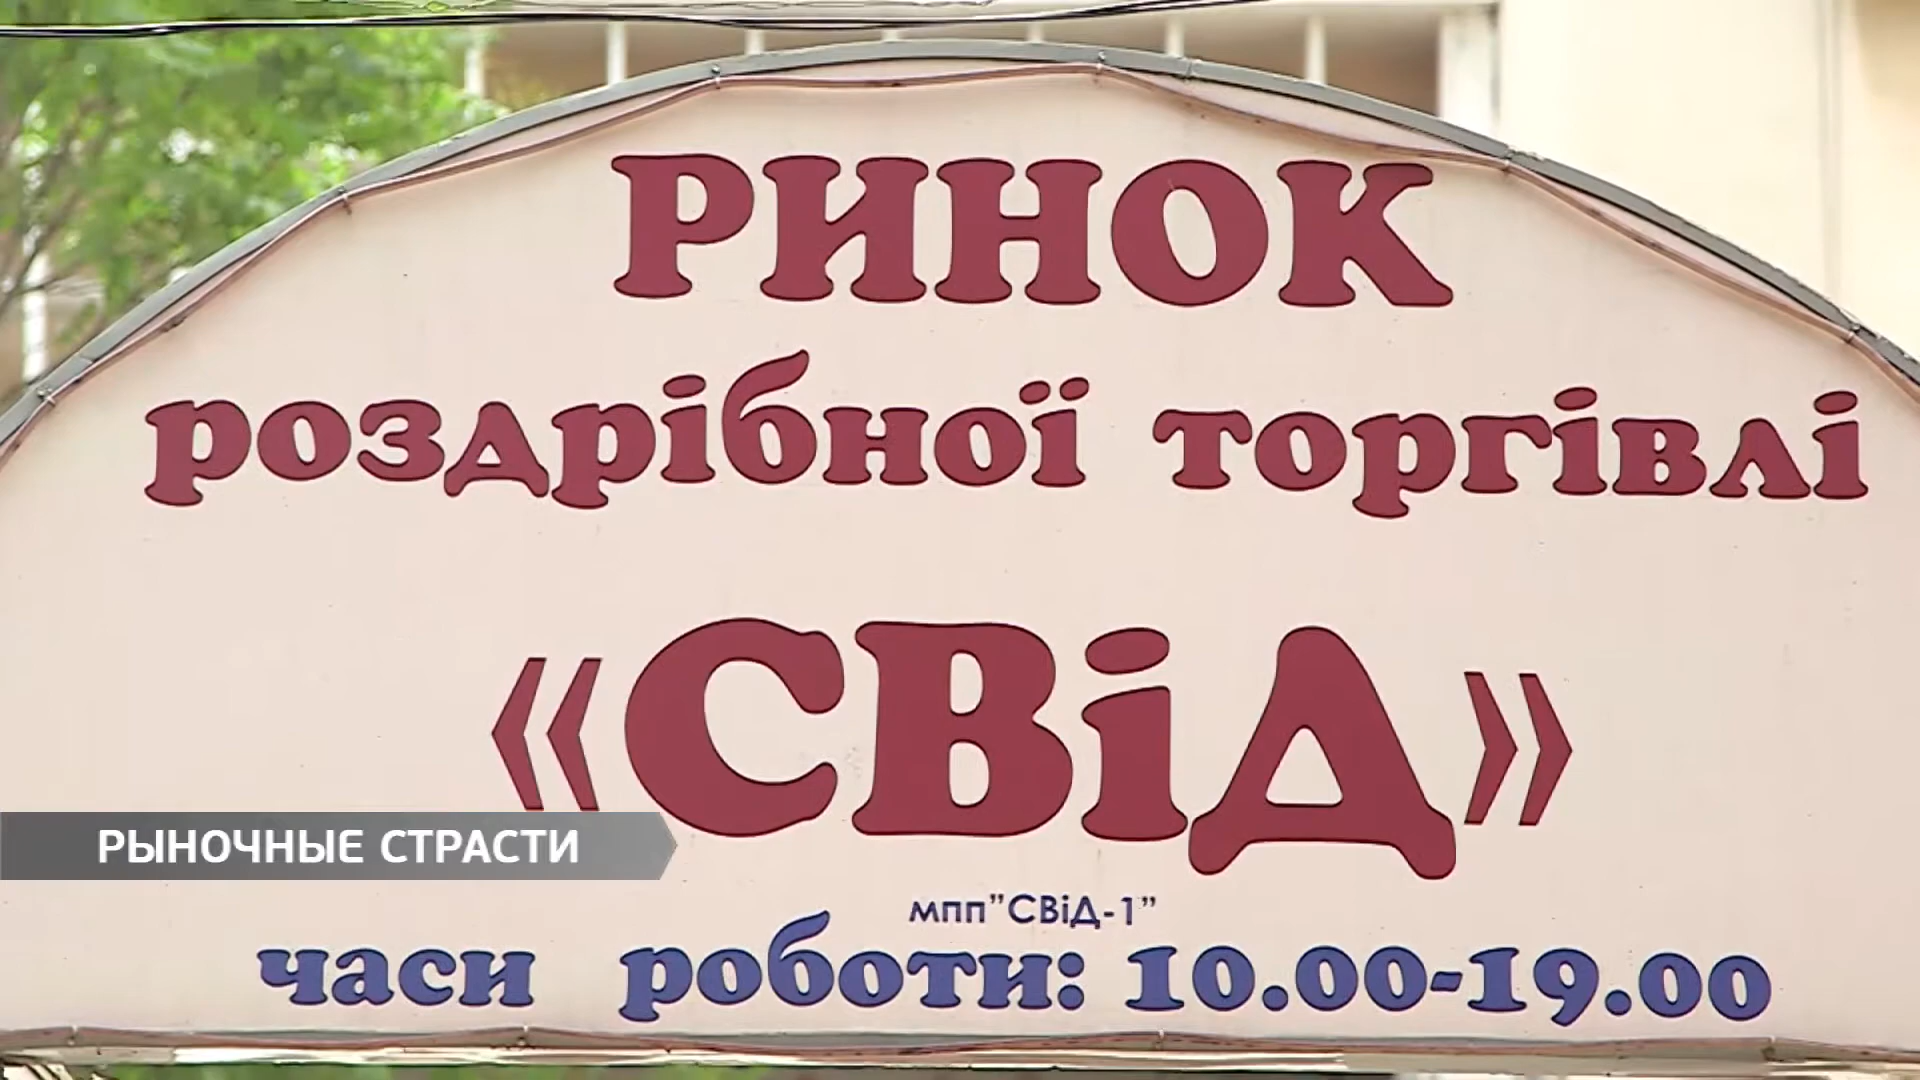 РИНОК
роздрібної торгівлі
«СВіД»
РЫНОЧНЫЕ СТРАСТИ
мпп"СВіД-1"
часи роботи: 10.00-19.00